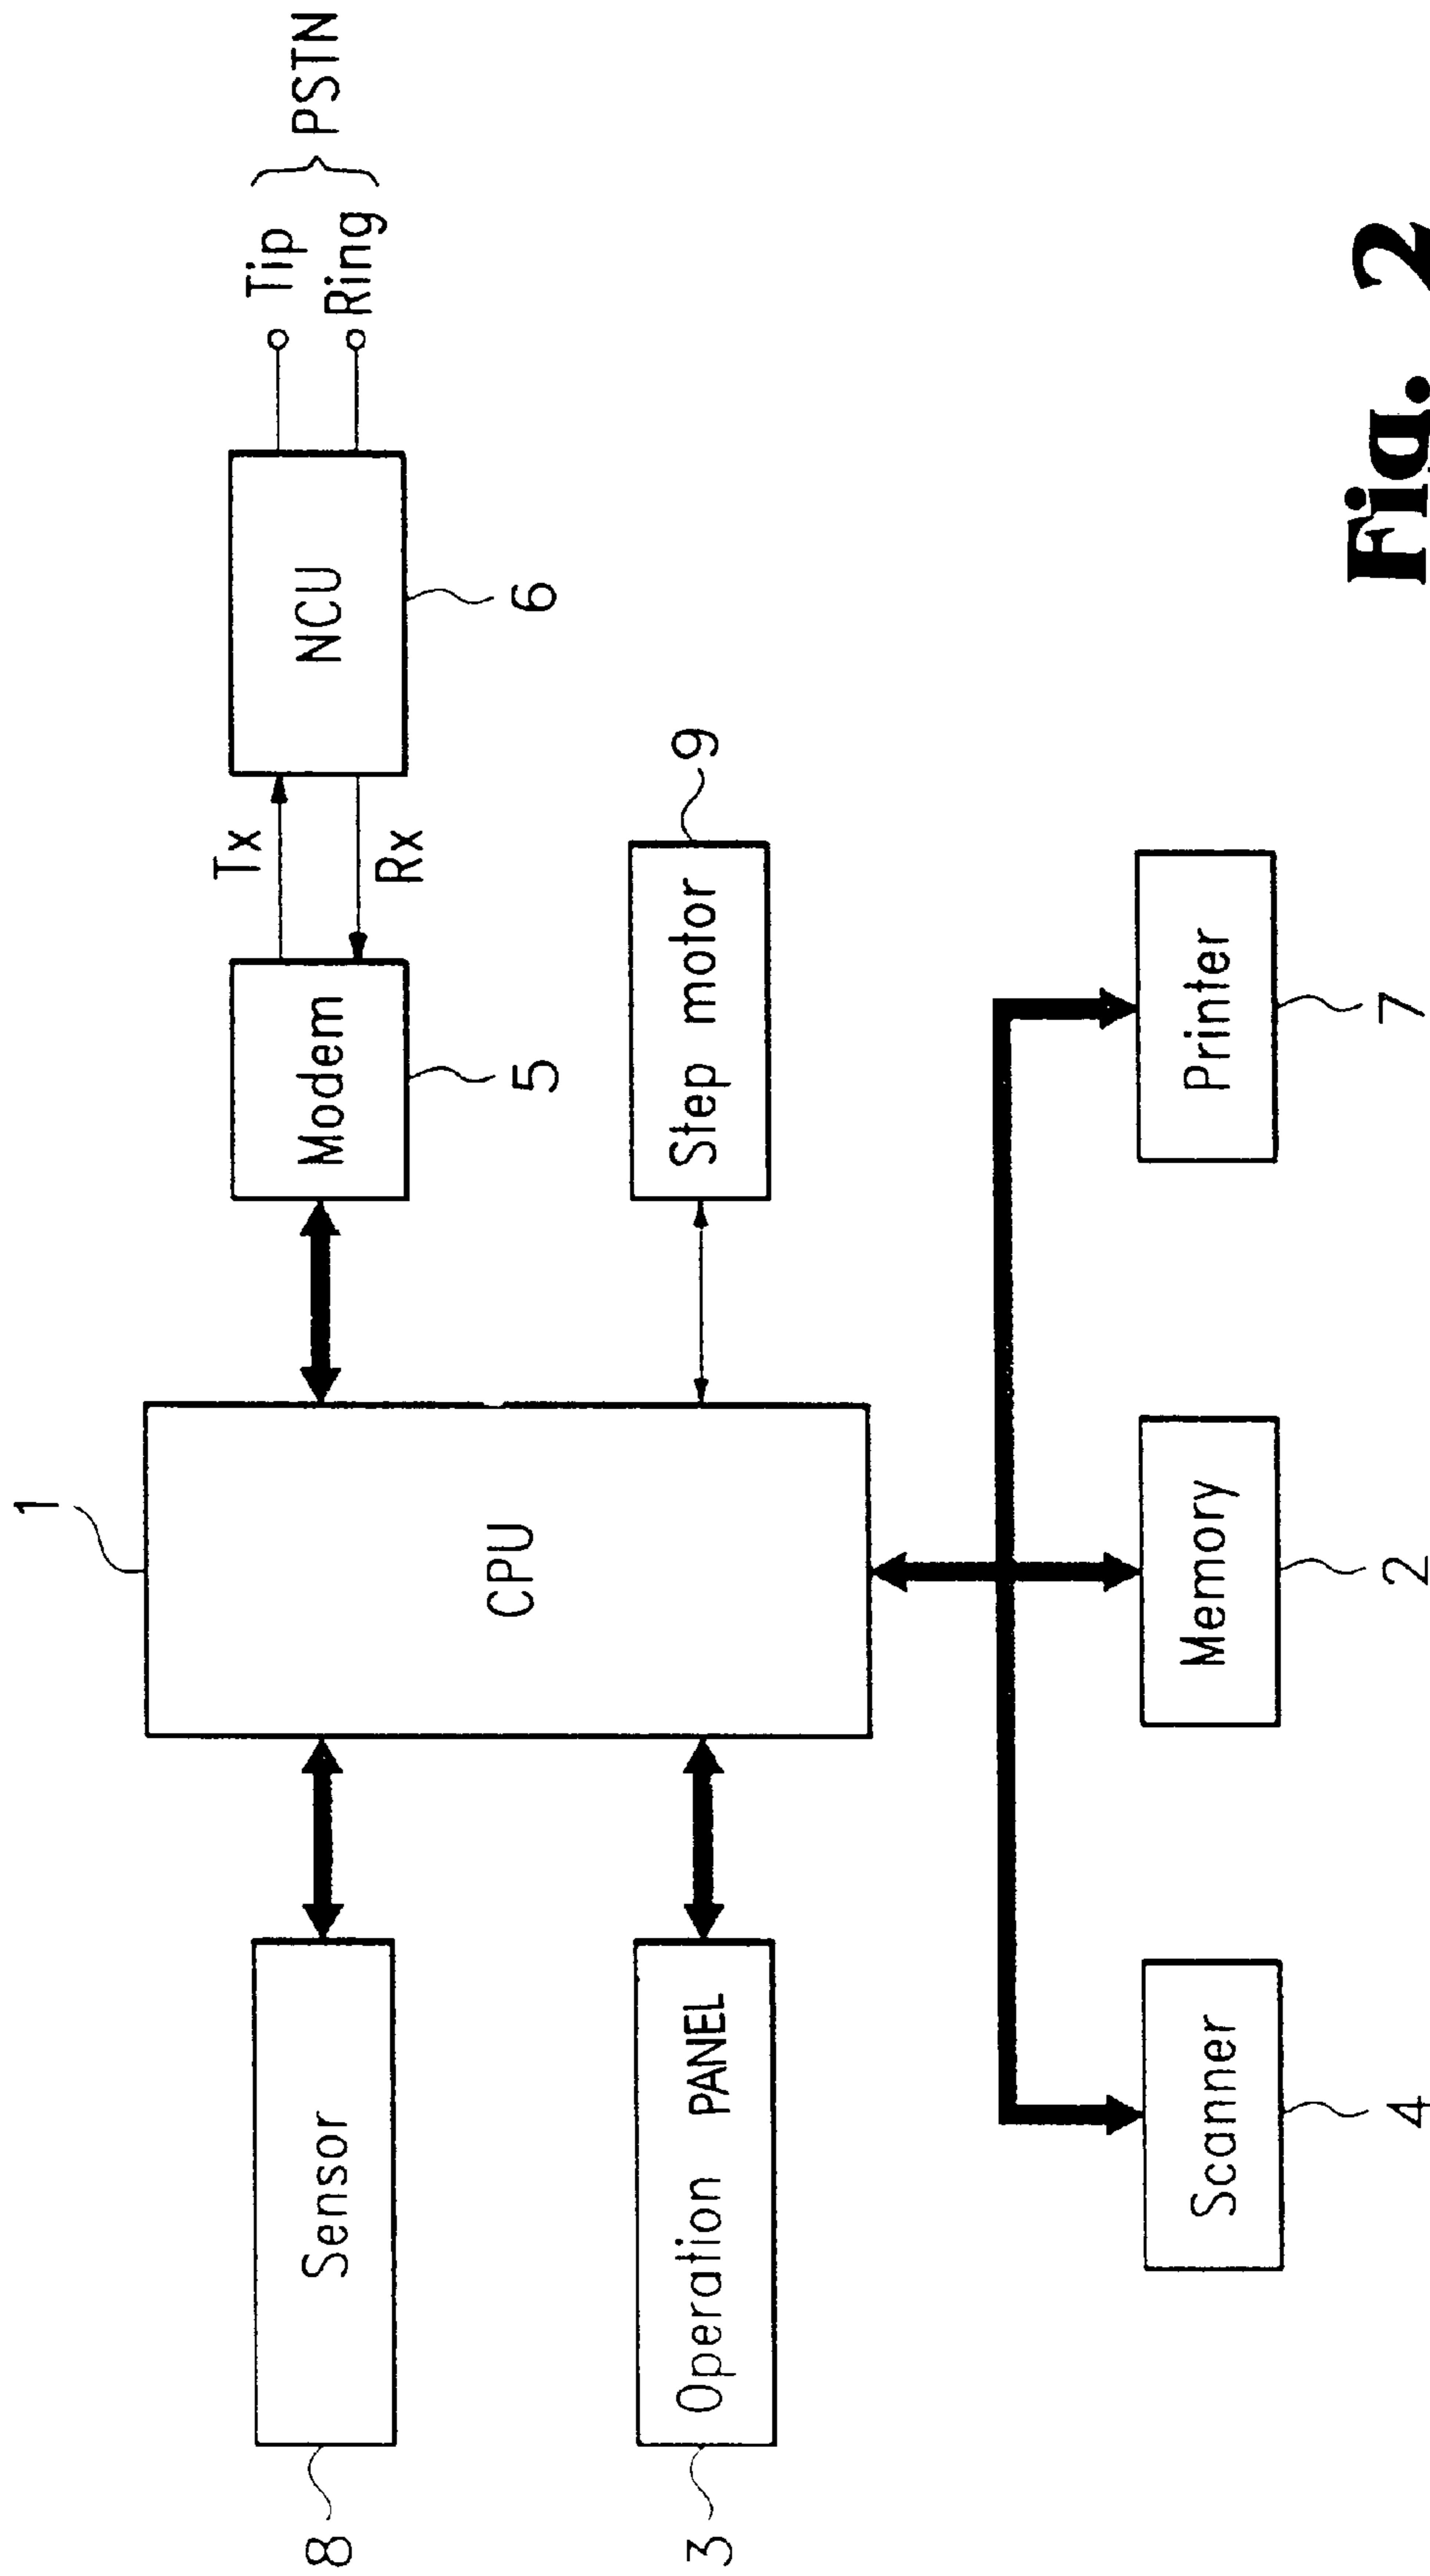 1
Tx
Tip
PSTN
Ring
Rx
8
Sensor
CPU
Modem
NCU
5
6
3
Operation PANEL
Step motor
9
Scanner
Memory
Printer
4
2
7
Fig. 2